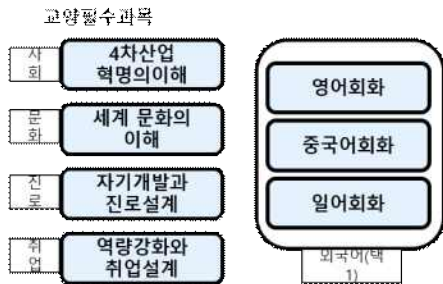 교양필수과목
사
회
4차산업
혁명의이해
문
화
세계 문화의
이해
진
로
자기개발과
진로설계
취
업
역량강화와
취업설계
영어회화
중국어회화
일어회화
외국어(택
1)